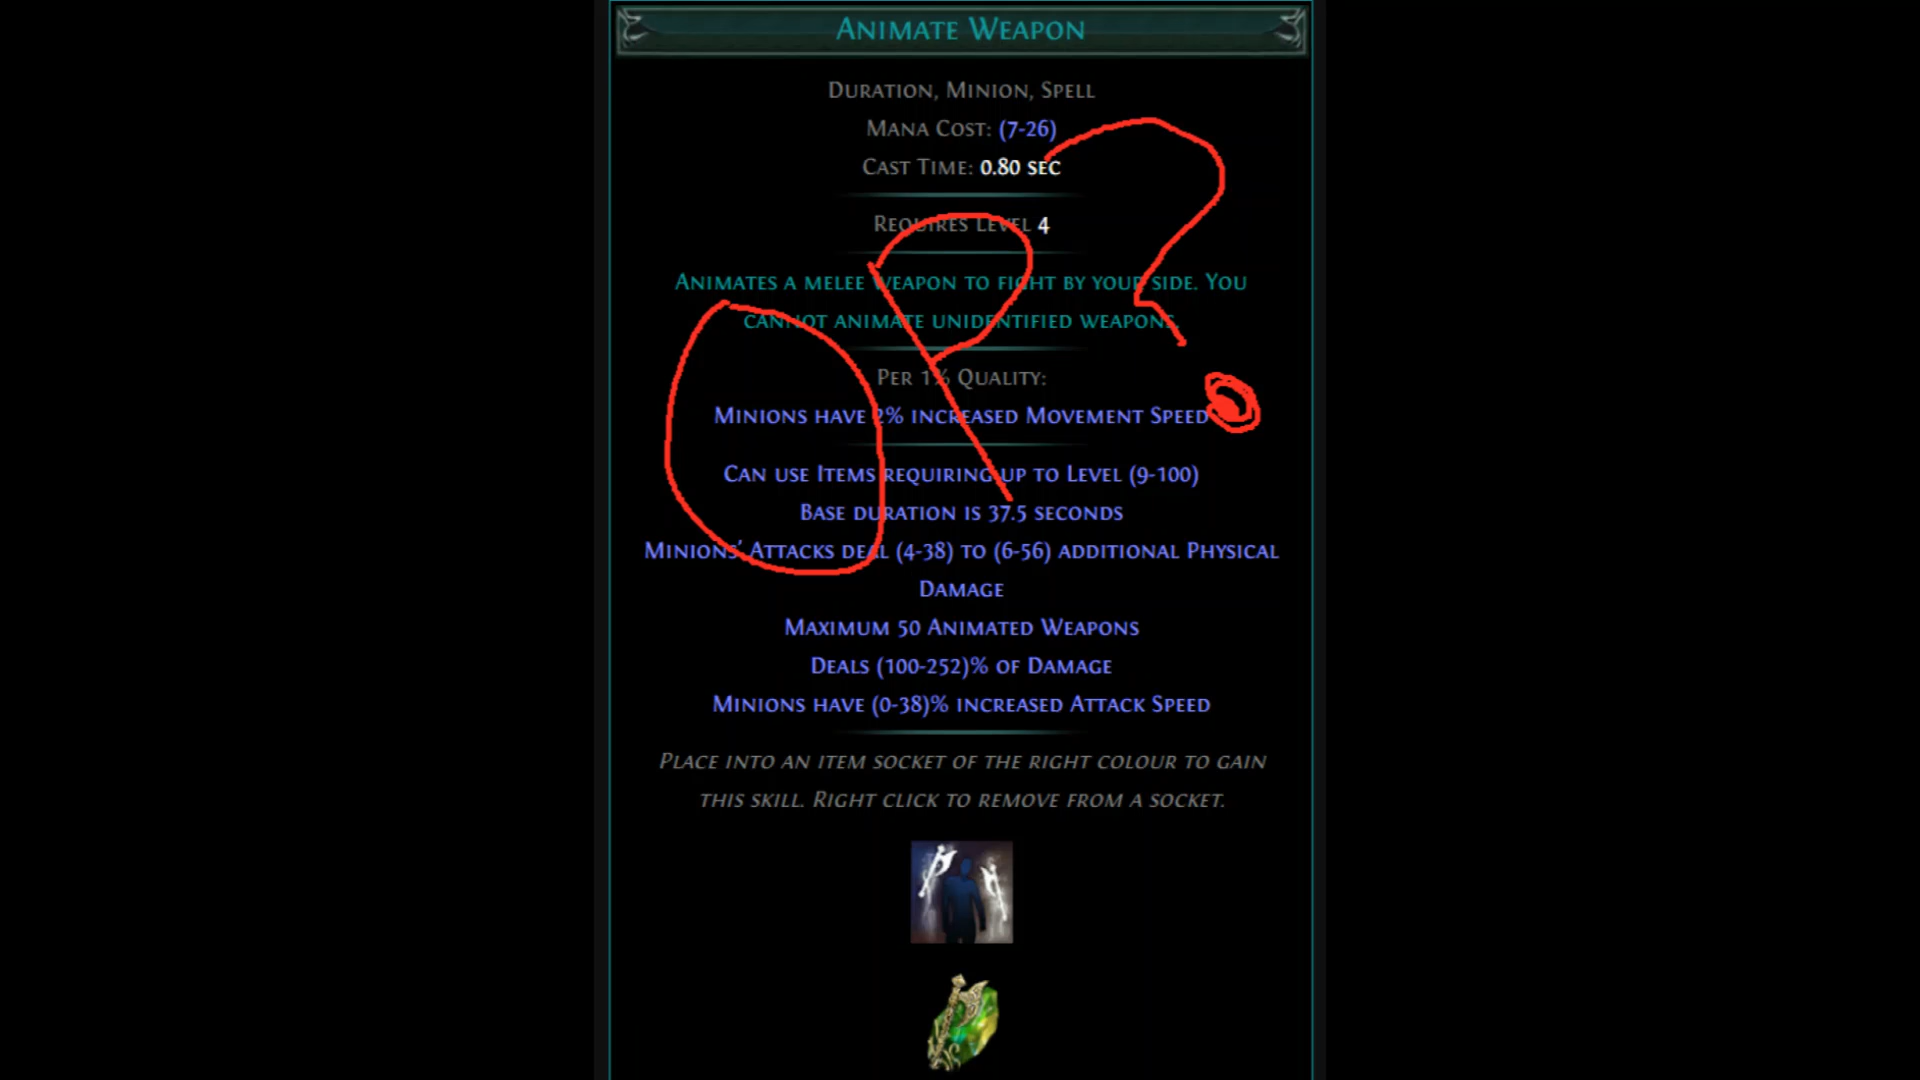 Animate Weapon
Duration, Minion, Spell
Mana Cost: (7-26)
Cast Time: 0.80 sec
Requires Level 4
Animates a melee weapon to fight by your side. You
cannot animate unidentified weapons.
Per 1% Quality:
Minions have 2% increased Movement Speed
Can use Items requiring up to Level (9-100)
Base duration is 37.5 seconds
Minions' Attacks deal (4-38) to (6-56) additional Physical
Damage
Maximum 50 Animated Weapons
Deals (100-252)% of Damage
Minions have (0-38)% increased Attack Speed
Place into an item socket of the right colour to gain
this skill. Right click to remove from a socket.
OP?